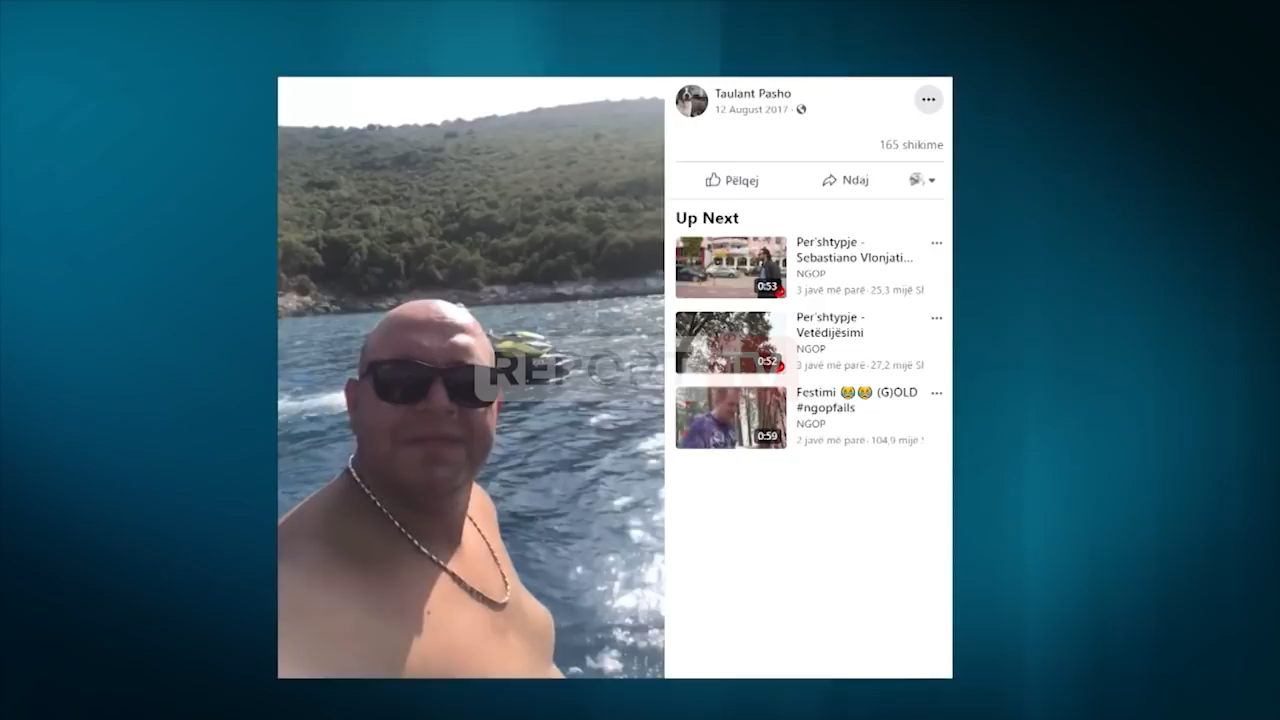 Taulant Pasho
12 August 2017 ·
165 shikime
Pëlqej
Ndaj
Up Next
Per'shtypje -
Sebastiano Vlonjati...
NGOP
3 javë më parë · 25,3 mijë
0:53
Per'shtypje -
Vetëdijësimi
NGOP
3 javë më parë · 27,2 mijë
0:52
Festimi 😢😢 (G)OLD
#ngopfails
NGOP
2 javë më parë · 104,9 mijë
0:59
REPORT TV